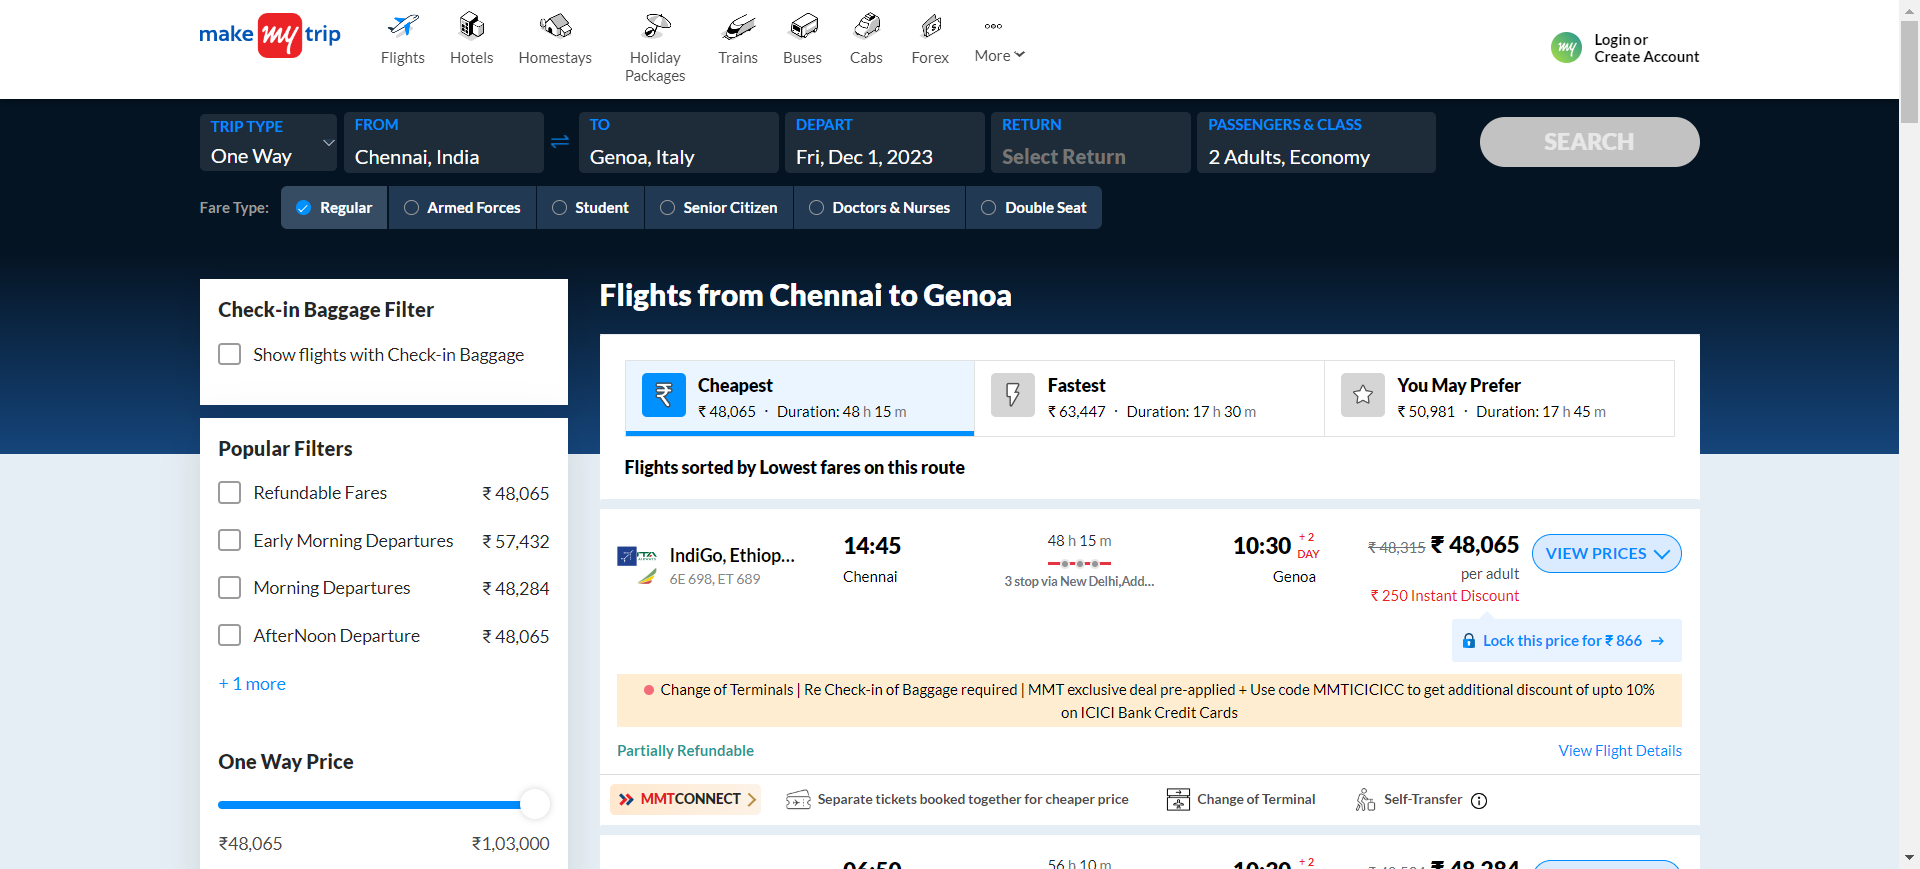 make my trip
Flights
Hotels
Homestays
Holiday
Packages
Trains
Buses
Cabs
Forex
More
my
Login or
Create Account
TRIP TYPE
One Way
FROM
Chennai, India
TO
Genoa, Italy
DEPART
Fri, Dec 1, 2023
RETURN
Select Return
PASSENGERS & CLASS
2 Adults, Economy
SEARCH
Fare Type:
Regular
Armed Forces
Student
Senior Citizen
Doctors & Nurses
Double Seat
Check-in Baggage Filter
Show flights with Check-in Baggage
Popular Filters
Refundable Fares ₹ 48,065
Early Morning Departures ₹ 57,432
Morning Departures ₹ 48,284
AfterNoon Departure ₹ 48,065
+ 1 more
One Way Price
₹48,065 ₹1,03,000
Flights from Chennai to Genoa
Cheapest
₹ 48,065 · Duration: 48 h 15 m
Fastest
₹ 63,447 · Duration: 17 h 30 m
You May Prefer
₹ 50,981 · Duration: 17 h 45 m
Flights sorted by Lowest fares on this route
IndiGo, Ethiop...
6E 698, ET 689
14:45
Chennai
48 h 15 m
3 stop via New Delhi,Add...
10:30 + 2
DAY
Genoa
₹ 48,315 ₹ 48,065
per adult
₹ 250 Instant Discount
VIEW PRICES
Lock this price for ₹ 866 →
Change of Terminals | Re Check-in of Baggage required | MMT exclusive deal pre-applied + Use code MMTICICICC to get additional discount of upto 10%
on ICICI Bank Credit Cards
Partially Refundable
View Flight Details
MMTCONNECT
Separate tickets booked together for cheaper price
Change of Terminal
Self-Transfer
06:50
56 h 10 m
10:30 + 2
₹ 48,284